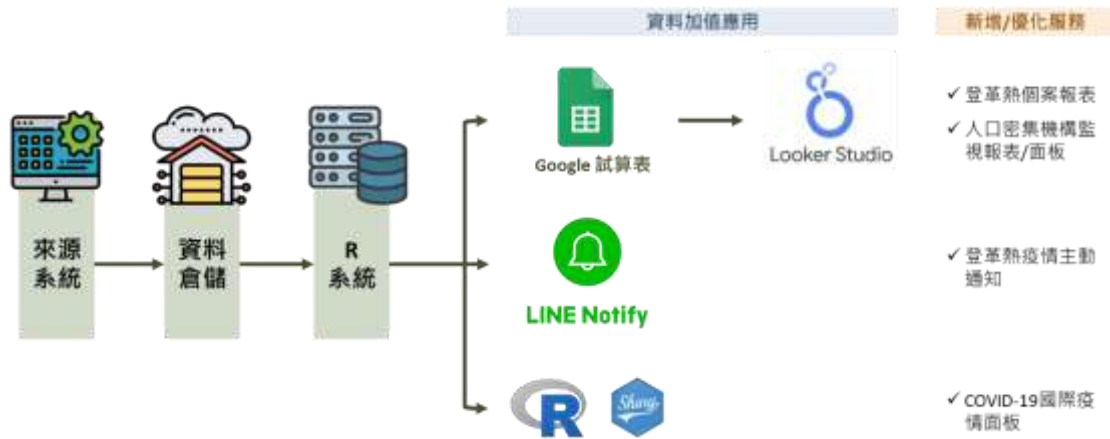 資料加值應用
新增/優化服務
來源
系統
資料
倉儲
R
系統
Google 試算表
Looker Studio
✓ 登革熱個案報表
✓ 人口密集機構監
視報表/面板
LINE Notify
✓ 登革熱疫情主動
通知
R
Shiny
✓ COVID-19國際疫
情面板